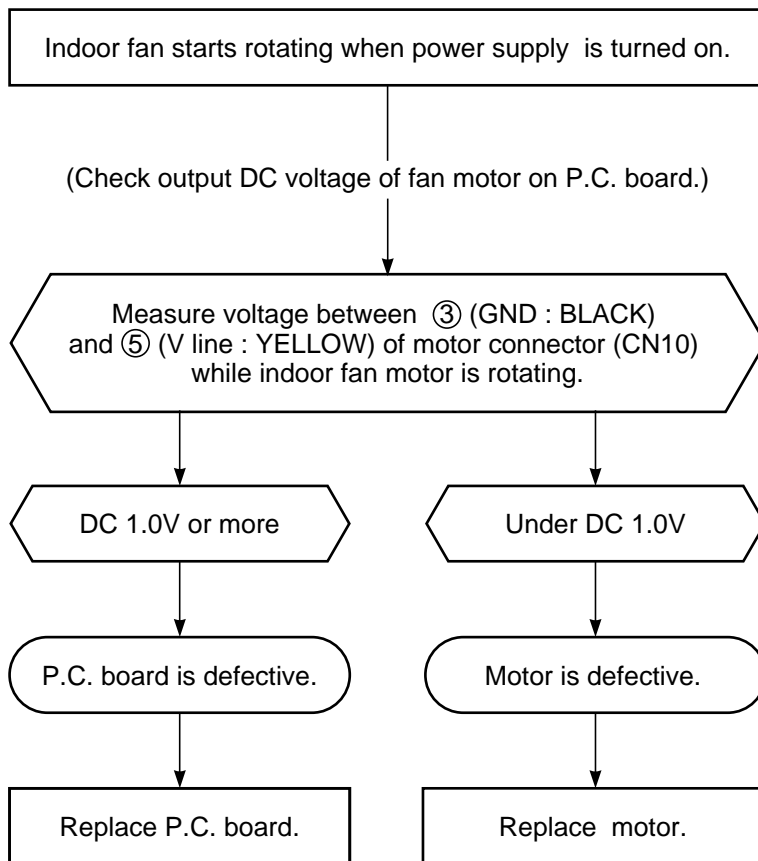 Indoor fan starts rotating when power supply is turned on.
(Check output DC voltage of fan motor on P.C. board.)
Measure voltage between ③ (GND : BLACK)
and ⑤ (V line : YELLOW) of motor connector (CN10)
while indoor fan motor is rotating.
DC 1.0V or more
Under DC 1.0V
P.C. board is defective.
Motor is defective.
Replace P.C. board.
Replace motor.